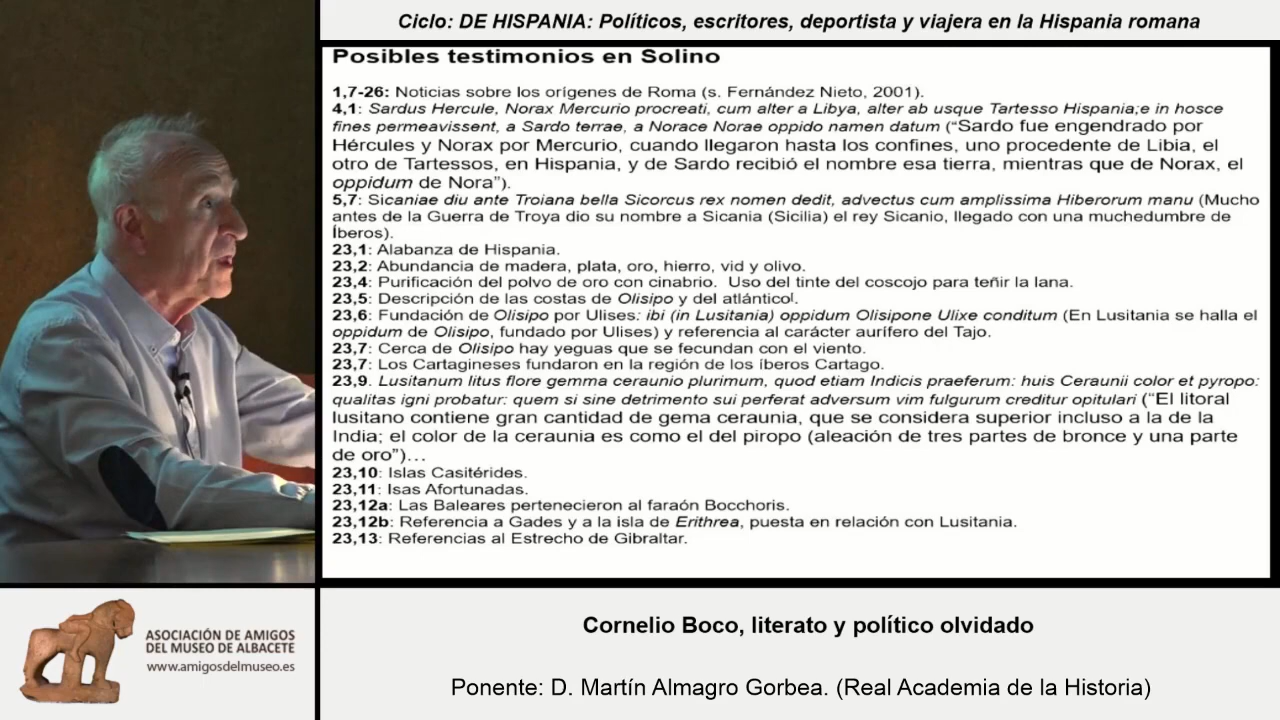 Ciclo: DE HISPANIA: Políticos, escritores, deportista y viajera en la Hispania romana
Posibles testimonios en Solino
1,7-26: Noticias sobre los orígenes de Roma (s. Fernández Nieto, 2001).
4,1: Sardus Hercule, Norax Mercurio procreati, cum alter a Libya, alter ab usque Tartesso Hispania;e in hosce
fines permeavissent, a Sardo terrae, a Norace Norae oppido namen datum (“Sardo fue engendrado por
Hércules y Norax por Mercurio, cuando llegaron hasta los confines, uno procedente de Libia, el
otro de Tartessos, en Hispania, y de Sardo recibió el nombre esa tierra, mientras que de Norax, el
oppidum de Nora”).
5,7: Sicaniae diu ante Troiana bella Sicorcus rex nomen dedit, advectus cum amplissima Hiberorum manu (Mucho
antes de la Guerra de Troya dio su nombre a Sicania (Sicilia) el rey Sicanio, llegado con una muchedumbre de
Íberos).
23,1: Alabanza de Hispania.
23,2: Abundancia de madera, plata, oro, hierro, vid y olivo.
23,4: Purificación del polvo de oro con cinabrio. Uso del tinte del coscojo para teñir la lana.
23,5: Descripción de las costas de Olisipo y del atlánticol.
23,6: Fundación de Olisipo por Ulises: ibi (in Lusitania) oppidum Olisipone Ulixe conditum (En Lusitania se halla el
oppidum de Olisipo, fundado por Ulises) y referencia al carácter aurífero del Tajo.
23,7: Cerca de Olisipo hay yeguas que se fecundan con el viento.
23,7: Los Cartagineses fundaron en la región de los íberos Cartago.
23,9. Lusitanum litus flore gemma ceraunio plurimum, quod etiam Indicis praeferum: huis Ceraunii color et pyropo:
qualitas igni probatur: quem si sine detrimento sui perferat adversum vim fulgurum creditur opitulari (“El litoral
lusitano contiene gran cantidad de gema ceraunia, que se considera superior incluso a la de la
India; el color de la ceraunia es como el del piropo (aleación de tres partes de bronce y una parte
de oro”)…
23,10: Islas Casitérides.
23,11: Isas Afortunadas.
23,12a: Las Baleares pertenecieron al faraón Bocchoris.
23,12b: Referencia a Gades y a la isla de Erithrea, puesta en relación con Lusitania.
23,13: Referencias al Estrecho de Gibraltar.
ASOCIACIÓN DE AMIGOS
DEL MUSEO DE ALBACETE
www.amigosdelmuseo.es
Cornelio Boco, literato y político olvidado
Ponente: D. Martín Almagro Gorbea. (Real Academia de la Historia)